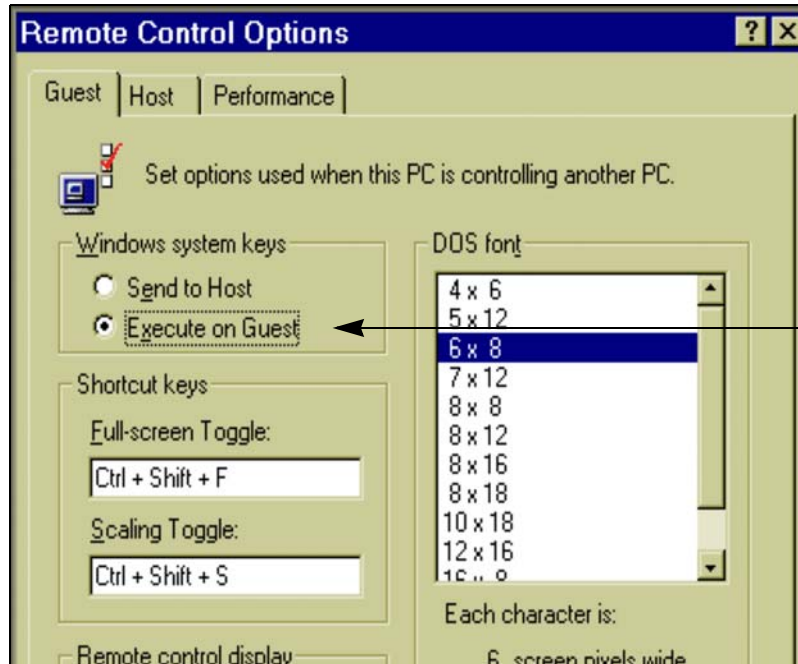 Remote Control Options
Guest Host Performance
Set options used when this PC is controlling another PC.
Windows system keys
Send to Host
Execute on Guest
Shortcut keys
Full-screen Toggle:
Ctrl + Shift + F
Scaling Toggle:
Ctrl + Shift + S
Remote control display
DOS font
4 x 6
5 x 12
6 x 8
7 x 12
8 x 8
8 x 12
8 x 16
8 x 18
10 x 18
12 x 16
16 x 8
Each character is:
6 screen pixels wide